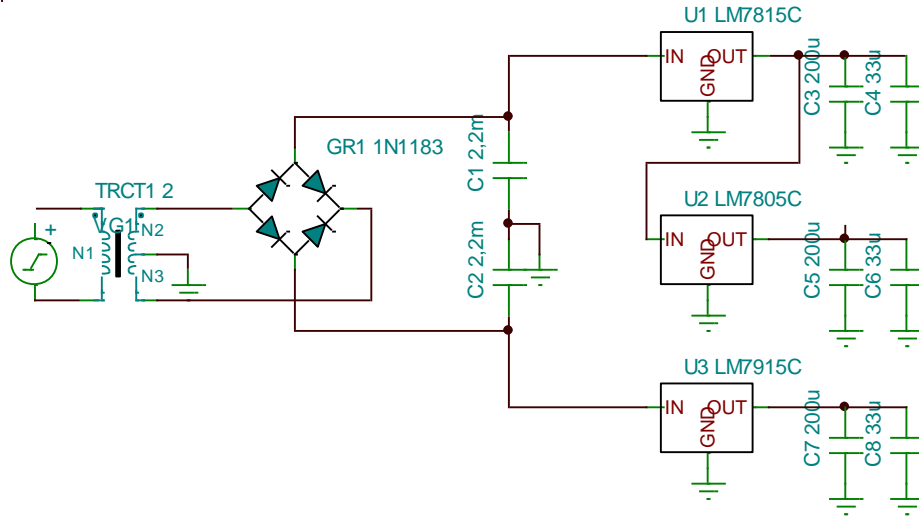 U1 LM7815C
IN
OUT
GND
C3 200u
C4 33u
GR1 1N1183
C1 2,2m
TRCT1 2
+
VG1
N1
N2
N3
C2 2,2m
U2 LM7805C
IN
OUT
GND
C5 200u
C6 33u
U3 LM7915C
IN
OUT
GND
C7 200u
C8 33u